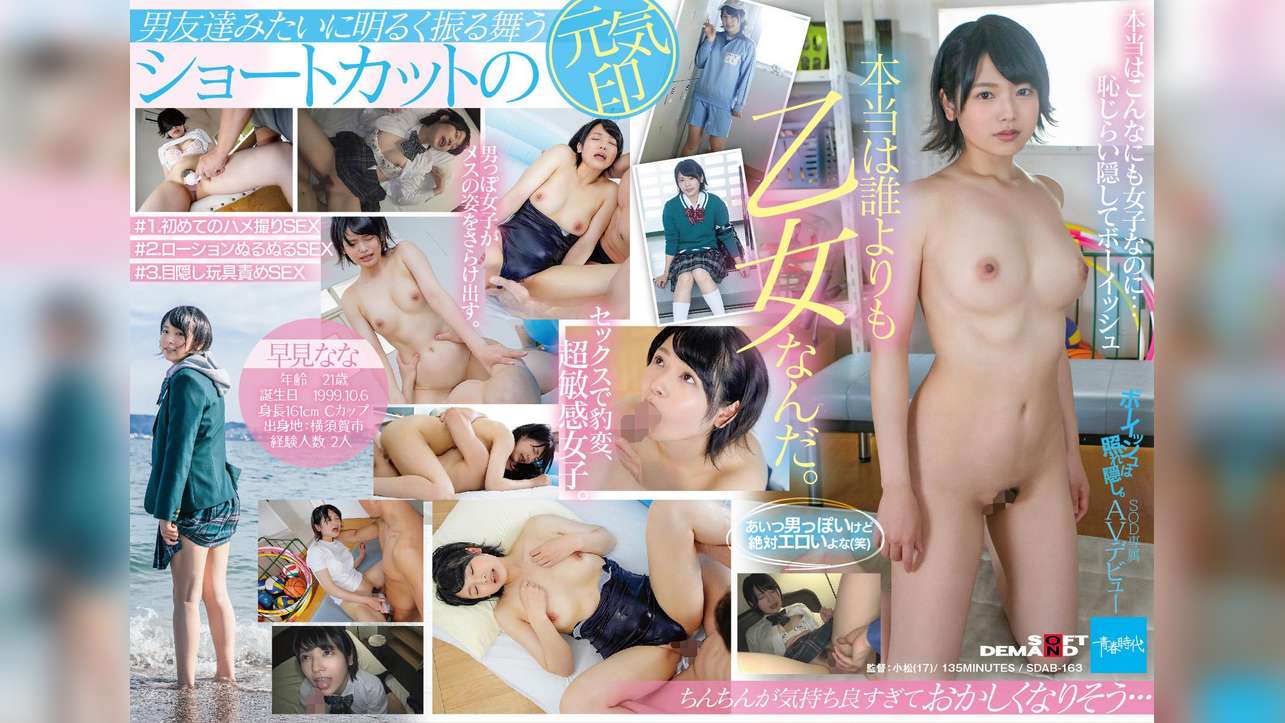 男友達みたいに明るく振る舞う
ショートカットの
元気印
#1.初めてのハメ撮りSEX
#2.ローションぬるぬるSEX
#3.目隠し玩具責めSEX
男っぽ女子が
メスの姿をさらけ出す。
早見なな
年齢 21歳
誕生日 1999.10.6
身長161cm Cカップ
出身地:横須賀市
経験人数 2人
セックスで豹変、
超敏感女子。
本当は誰よりも
乙女なんだ。
本当はこんなにも女子なのに…
恥じらい隠してボーイッシュ
ボーイッシュは
照れ隠し。
SOD専属
AVデビュー
あいつ男っぽいけど
絶対エロいよな(笑)
SOFT ON DEMAND
青春時代
監督:小松(17)/ 135MINUTES / SDAB-163
ちんちんが気持ち良すぎておかしくなりそう…